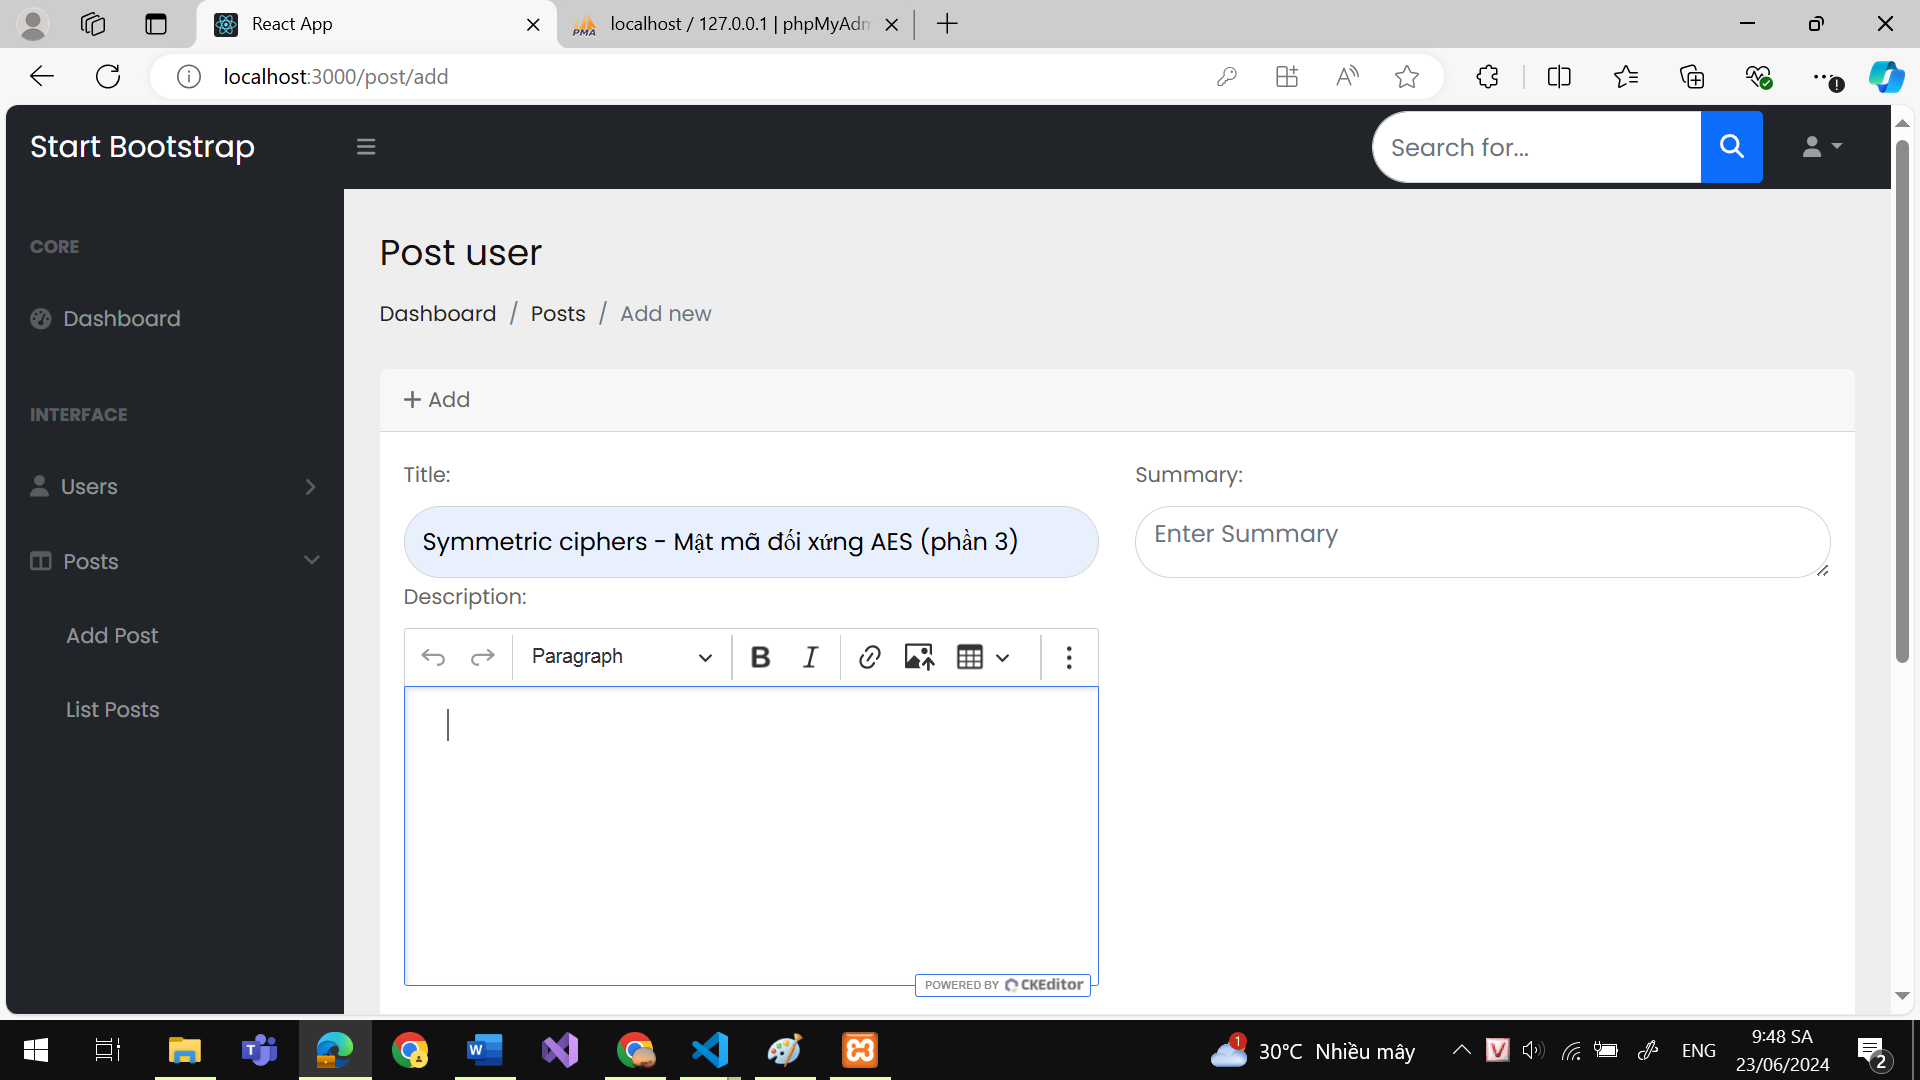 React App
localhost / 127.0.0.1 | phpMyAdm
localhost:3000/post/add
Start Bootstrap
Search for...
CORE
Dashboard
INTERFACE
Users
Posts
Add Post
List Posts
Post user
Dashboard / Posts / Add new
Add
Title:
Symmetric ciphers - Mật mã đối xứng AES (phần 3)
Summary:
Enter Summary
Description:
Paragraph
B I
POWERED BY CKEditor
1
30°C Nhiều mây
ENG
9:48 SA
23/06/2024
2